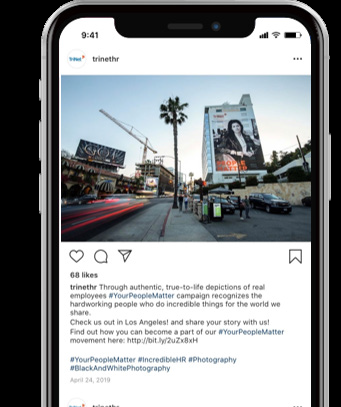 9:41
TriNet
trinethr
PEOPLE
MATTER
68 likes
trinethr Through authentic, true-to-life depictions of real
employees #YourPeopleMatter campaign recognizes the
hardworking people who do incredible things for the world we
share.
Check us out in Los Angeles! and share your story with us!
Find out how you can become a part of our #YourPeopleMatter
movement here: http://bit.ly/2uZx8xH
#YourPeopleMatter #IncredibleHR #Photography
#BlackAndWhitePhotography
April 24, 2019
trinethr